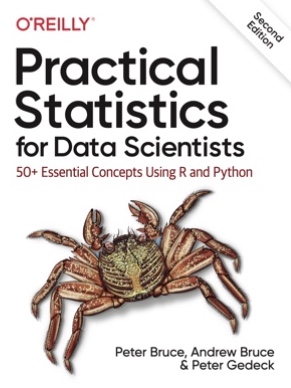 O'REILLY®
Second
Edition
Practical
Statistics
for Data Scientists
50+ Essential Concepts Using R and Python
Peter Bruce, Andrew Bruce
& Peter Gedeck